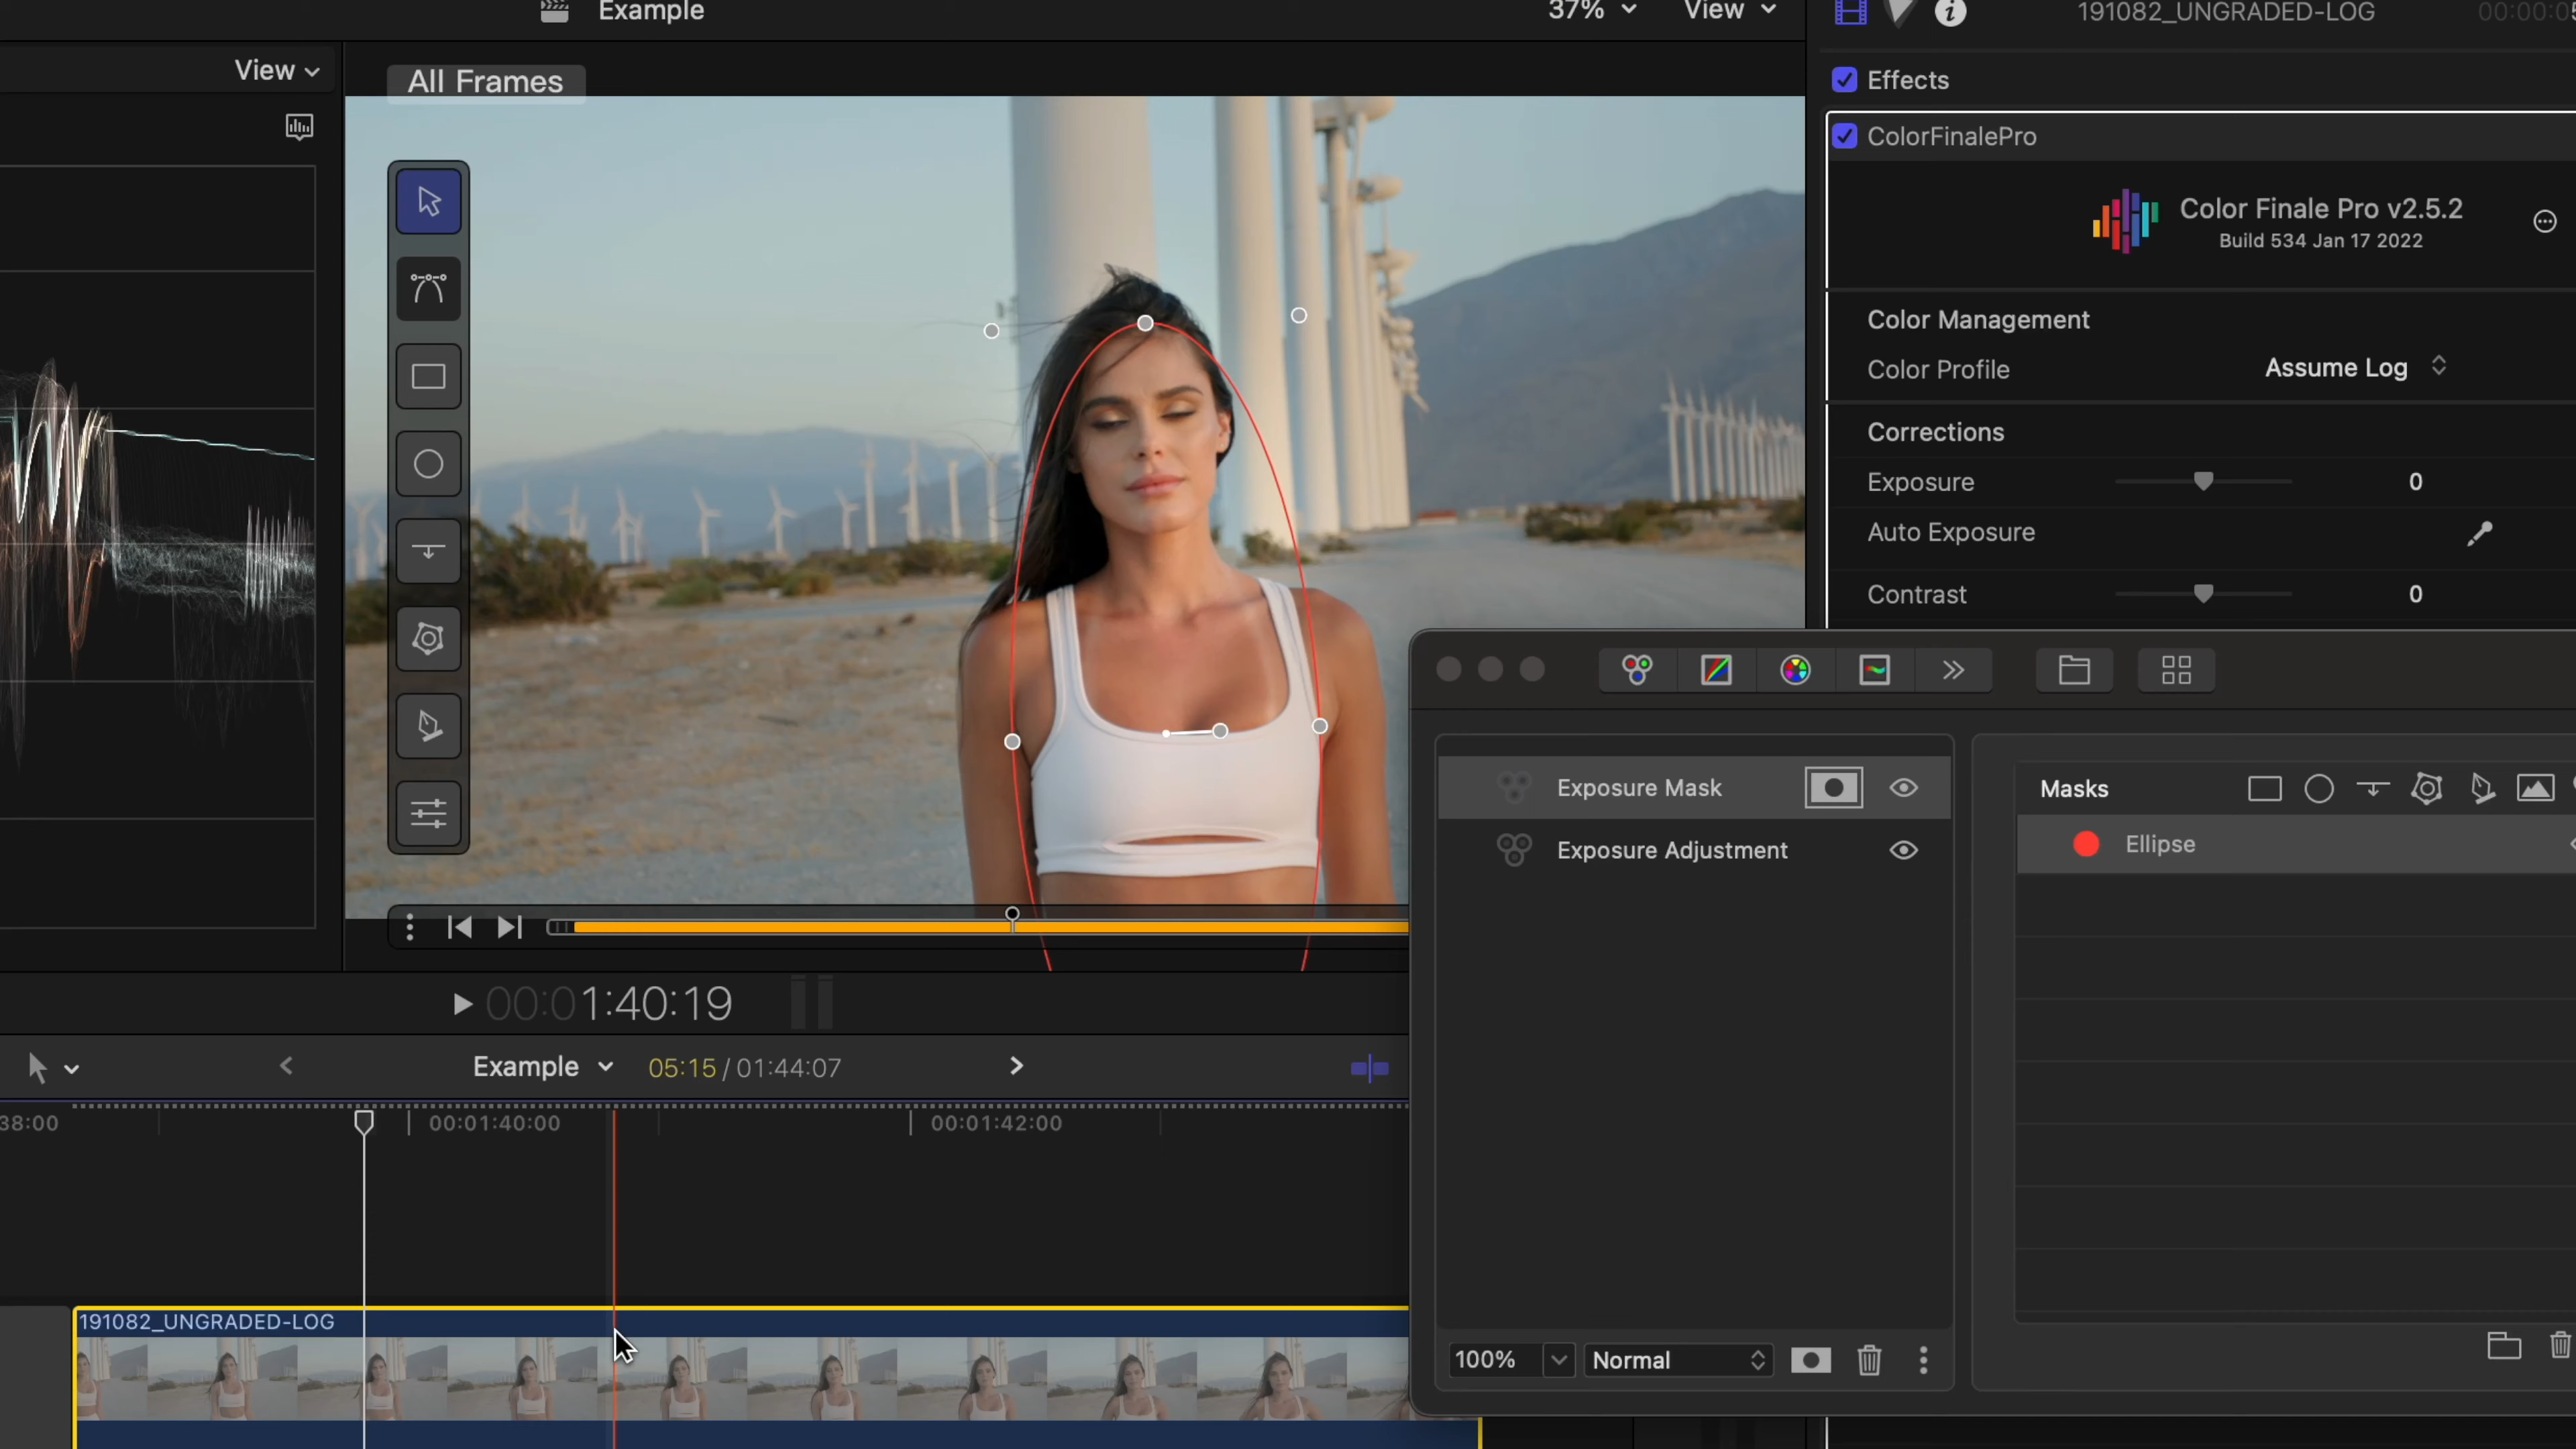 Example
37%
View
191082_UNGRADED-LOG
View
All Frames
Effects
ColorFinalePro
Color Finale Pro v2.5.2
Build 534 Jan 17 2022
Color Management
Color Profile
Assume Log
Corrections
Exposure
0
Auto Exposure
Contrast
0
Exposure Mask
Exposure Adjustment
Masks
Ellipse
00:01:40:19
Example
05:15 / 01:44:07
38:00
00:01:40:00
00:01:42:00
191082_UNGRADED-LOG
100%
Normal